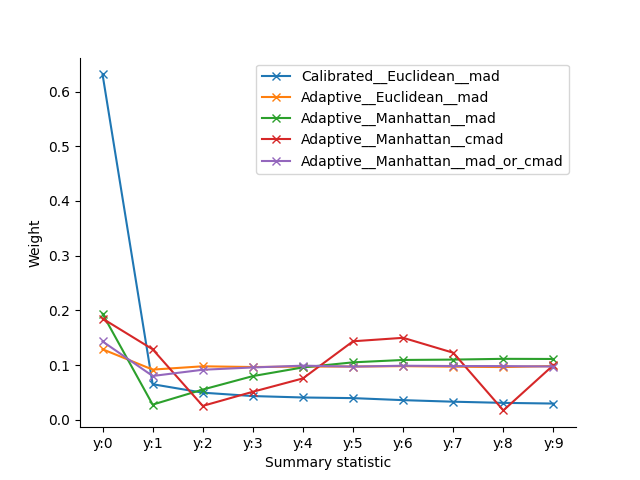 Calibrated__Euclidean__mad
Adaptive__Euclidean__mad
Adaptive__Manhattan__mad
Adaptive__Manhattan__cmad
Adaptive__Manhattan__mad_or_cmad
0.6
0.5
0.4
0.3
0.2
0.1
0.0
Weight
y:0 y:1 y:2 y:3 y:4 y:5 y:6 y:7 y:8 y:9
Summary statistic